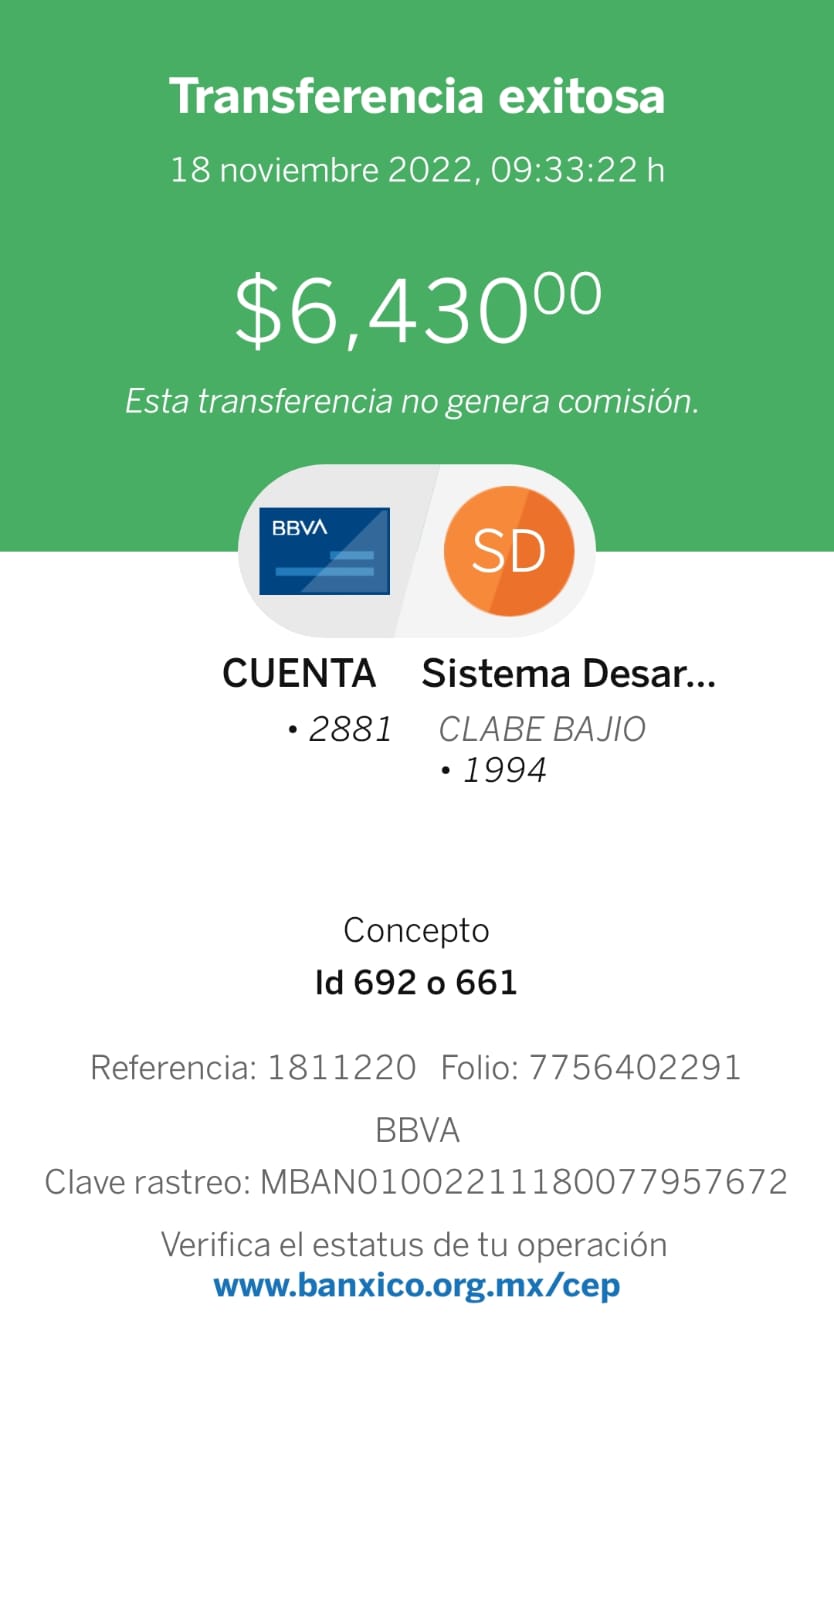 Transferencia exitosa
18 noviembre 2022, 09:33:22 h
$6,430⁰⁰
Esta transferencia no genera comisión.
BBVA
SD
CUENTA
• 2881
Sistema Desar...
CLABE BAJIO
• 1994
Concepto
Id 692 o 661
Referencia: 1811220 Folio: 7756402291
BBVA
Clave rastreo: MBAN01002211180077957672
Verifica el estatus de tu operación
www.banxico.org.mx/cep